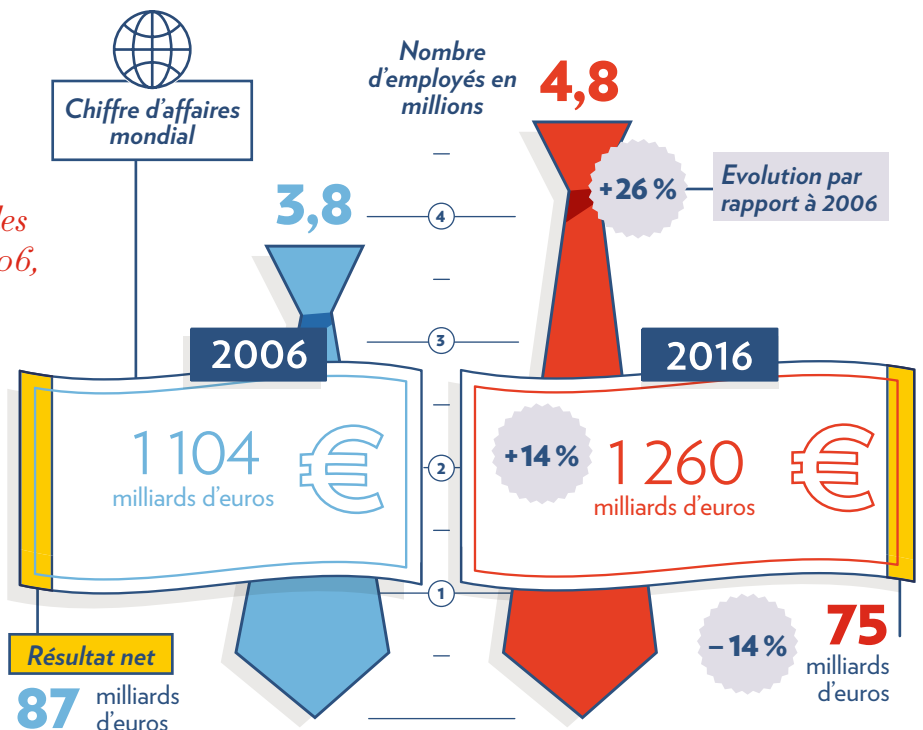 Chiffre d'affaires
mondial
Nombre
d'employés en
millions
4,8
+26 %
Evolution par
rapport à 2006
3,8
4
3
2006
2016
1 104
milliards d'euros
€
2
+14 %
1 260
milliards d'euros
€
1
Résultat net
87
milliards
d'euros
– 14 %
75
milliards
d'euros